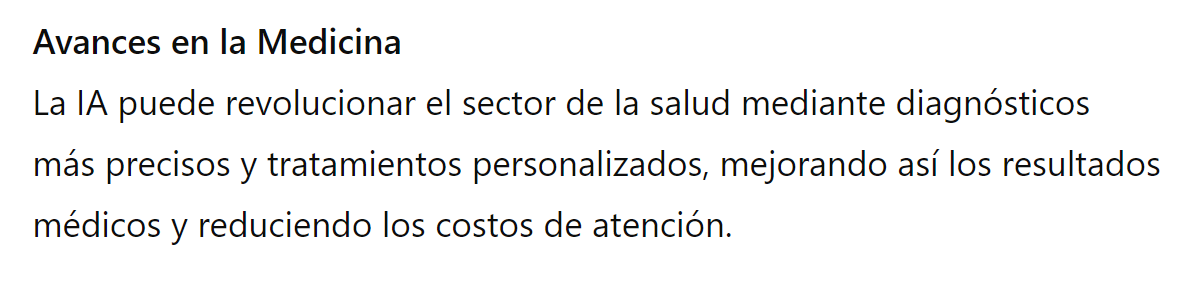 Avances en la Medicina
La IA puede revolucionar el sector de la salud mediante diagnósticos
más precisos y tratamientos personalizados, mejorando así los resultados
médicos y reduciendo los costos de atención.